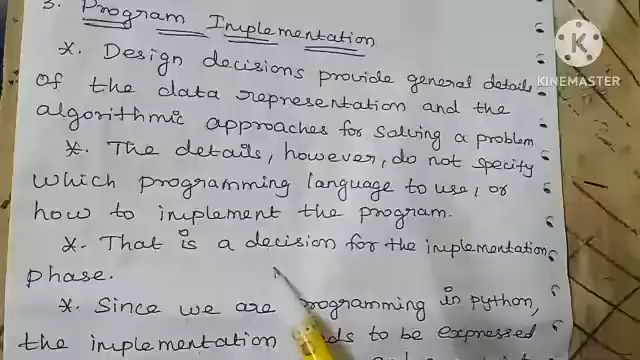 3. Program Implementation
*. Design decisions provide general details
of the data representation and the
algorithmic approaches for solving a problem
*. The details, however, do not specify
which programming language to use, or
how to implement the program.
*. That is a decision for the implementation
phase.
*. Since we are programming in python,
the implementation to be expressed
KINEMASTER